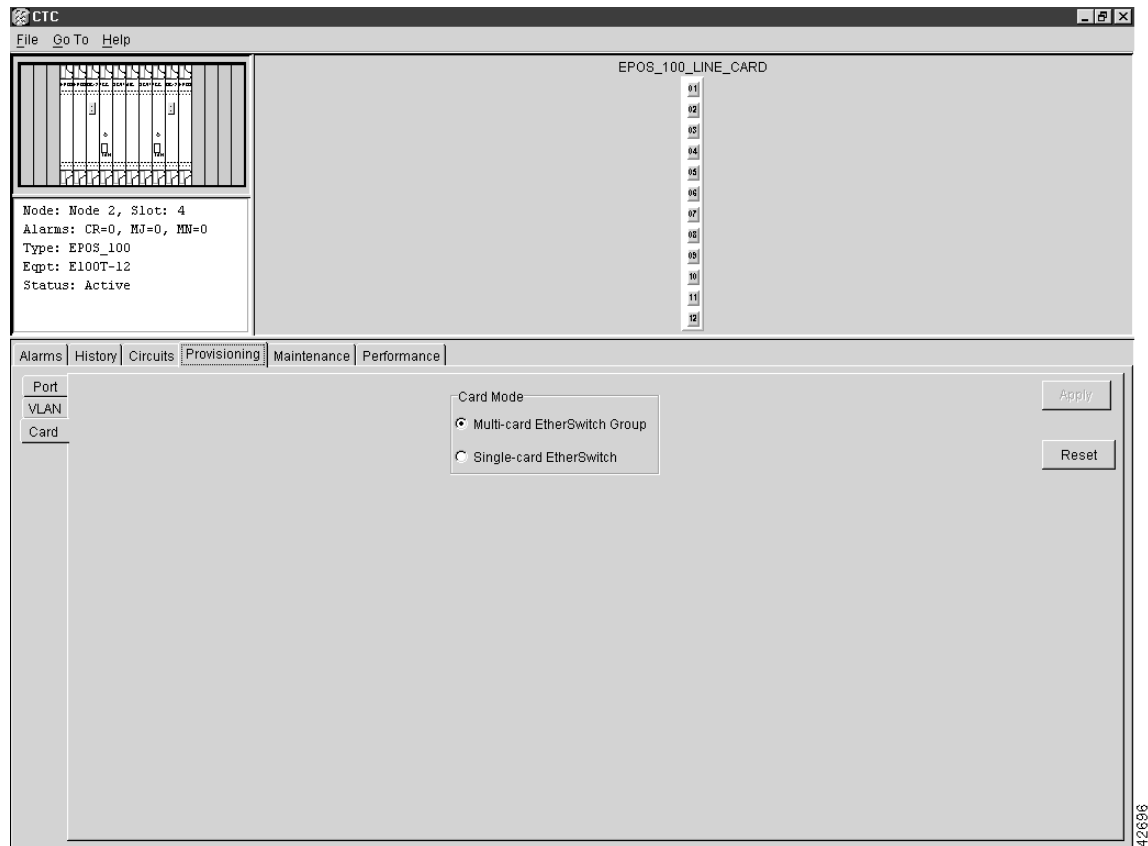 CTC
File Go To Help
EPOS_100_LINE_CARD
01
02
03
04
05
06
07
08
09
10
11
12
Node: Node 2, Slot: 4
Alarms: CR=0, MJ=0, MN=0
Type: EPOS_100
Eqpt: E100T-12
Status: Active
Alarms History Circuits Provisioning Maintenance Performance
Port
VLAN
Card
Card Mode
Multi-card EtherSwitch Group
Single-card EtherSwitch
Apply
Reset
42696